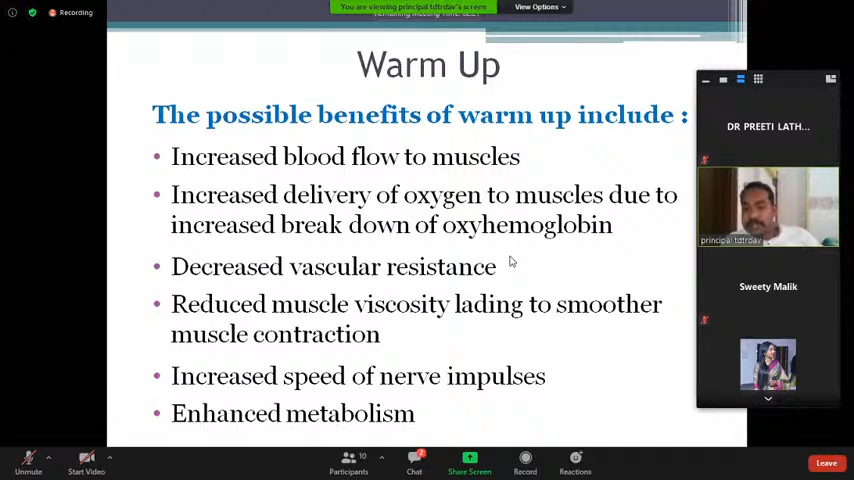 You are viewing principal tdtrdav's screen
View Options
Recording
Warm Up
The possible benefits of warm up include :
• Increased blood flow to muscles
• Increased delivery of oxygen to muscles due to
increased break down of oxyhemoglobin
• Decreased vascular resistance
• Reduced muscle viscosity lading to smoother
muscle contraction
• Increased speed of nerve impulses
• Enhanced metabolism
DR PREETI LATH...
principal tdtrdav
Sweety Malik
Unmute
Start Video
Participants
10
Chat
2
Share Screen
Record
Reactions
Leave